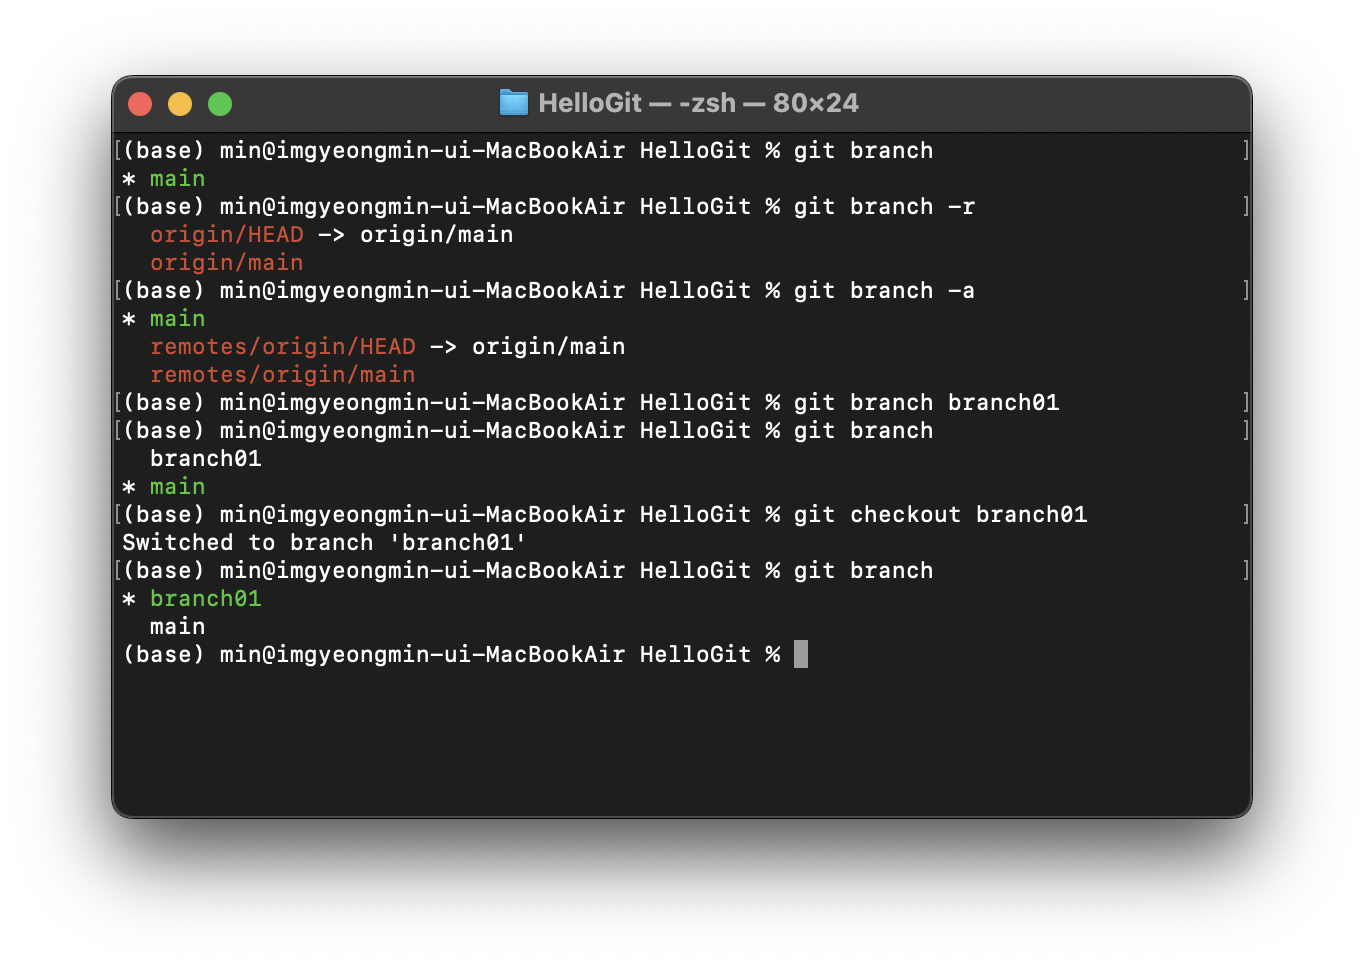 HelloGit — -zsh — 80×24
[(base) min@imgyeongmin-ui-MacBookAir HelloGit % git branch ]
* main
[(base) min@imgyeongmin-ui-MacBookAir HelloGit % git branch -r ]
  origin/HEAD -> origin/main
  origin/main
[(base) min@imgyeongmin-ui-MacBookAir HelloGit % git branch -a ]
* main
  remotes/origin/HEAD -> origin/main
  remotes/origin/main
[(base) min@imgyeongmin-ui-MacBookAir HelloGit % git branch branch01 ]
[(base) min@imgyeongmin-ui-MacBookAir HelloGit % git branch ]
  branch01
* main
[(base) min@imgyeongmin-ui-MacBookAir HelloGit % git checkout branch01 ]
Switched to branch 'branch01'
[(base) min@imgyeongmin-ui-MacBookAir HelloGit % git branch ]
* branch01
  main
(base) min@imgyeongmin-ui-MacBookAir HelloGit %